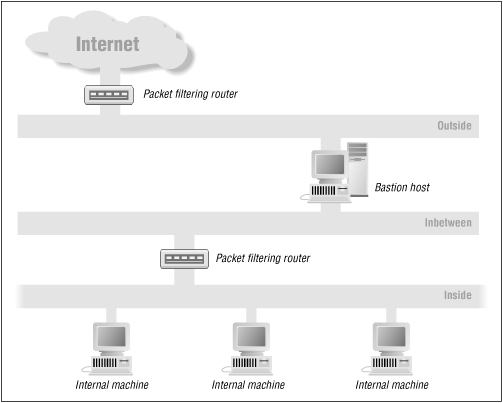 Internet
Packet filtering router
Outside
Bastion host
Inbetween
Packet filtering router
Inside
Internal machine
Internal machine
Internal machine